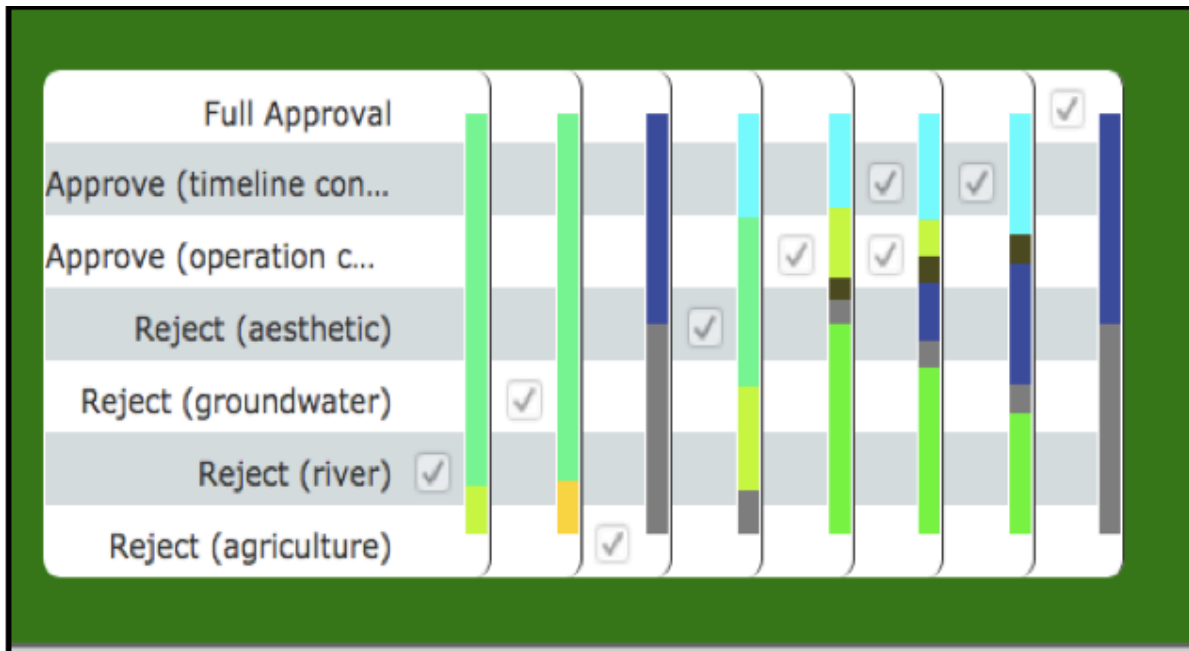 Full Approval
Approve (timeline con...
Approve (operation c...
Reject (aesthetic)
Reject (groundwater)
Reject (river)
Reject (agriculture)